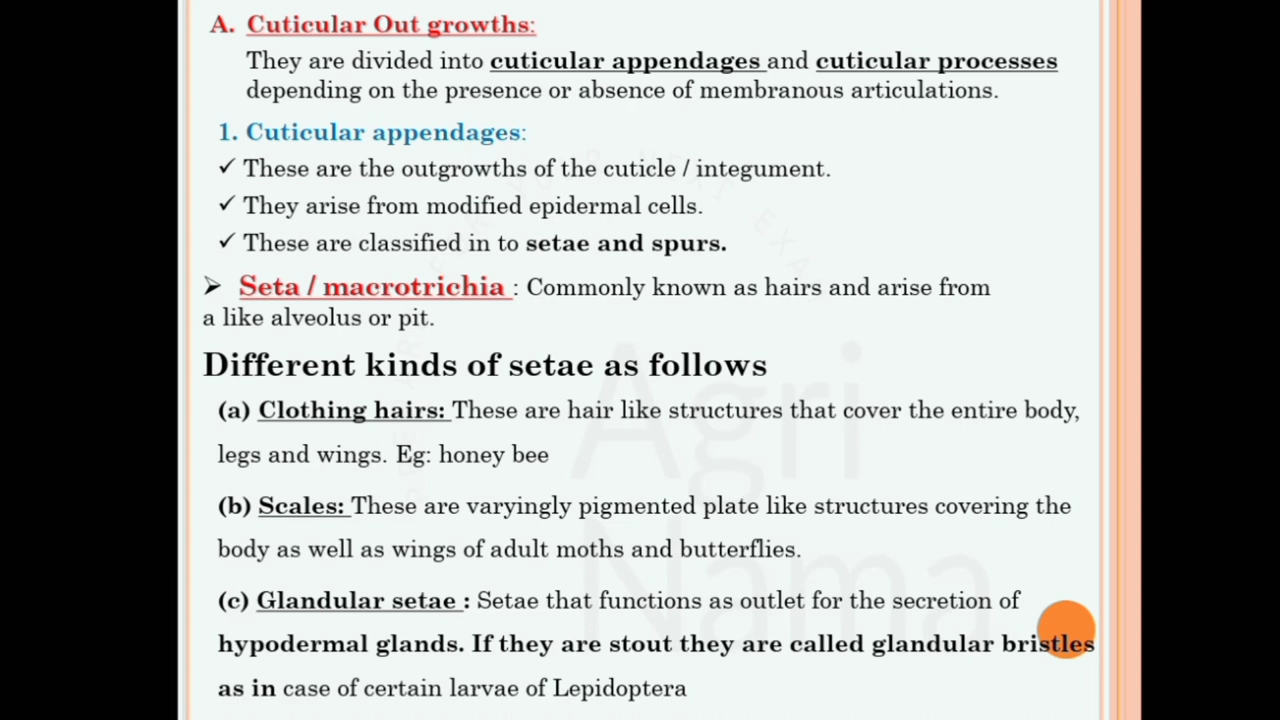 A. Cuticular Out growths:
They are divided into cuticular appendages and cuticular processes
depending on the presence or absence of membranous articulations.
1. Cuticular appendages:
✓ These are the outgrowths of the cuticle / integument.
✓ They arise from modified epidermal cells.
✓ These are classified in to setae and spurs.
➢ Seta / macrotrichia : Commonly known as hairs and arise from
a like alveolus or pit.
Different kinds of setae as follows
(a) Clothing hairs: These are hair like structures that cover the entire body,
legs and wings. Eg: honey bee
(b) Scales: These are varyingly pigmented plate like structures covering the
body as well as wings of adult moths and butterflies.
(c) Glandular setae : Setae that functions as outlet for the secretion of
hypodermal glands. If they are stout they are called glandular bristles
as in case of certain larvae of Lepidoptera
Agri
Nama